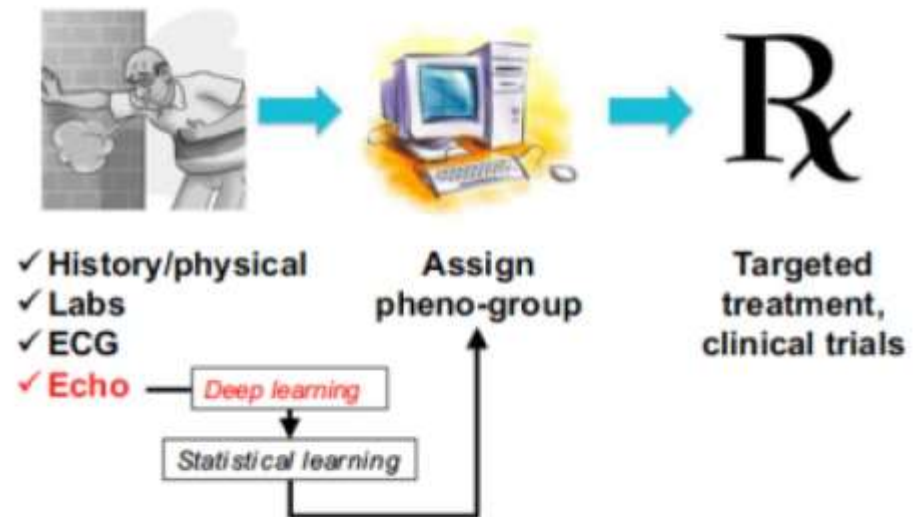 Rx
✓ History/physical
✓ Labs
✓ ECG
✓ Echo
Deep learning
Statistical learning
Assign
pheno-group
Targeted
treatment,
clinical trials